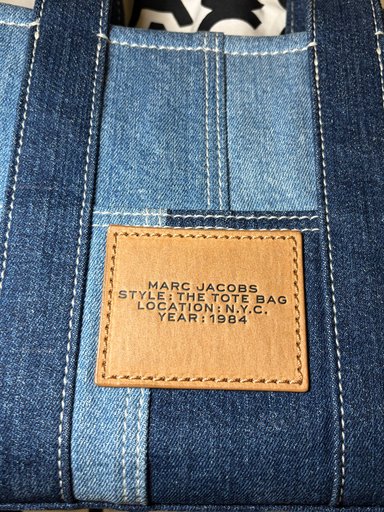 MARC JACOBS
STYLE: THE TOTE BAG
LOCATION: N.Y.C.
YEAR: 1984